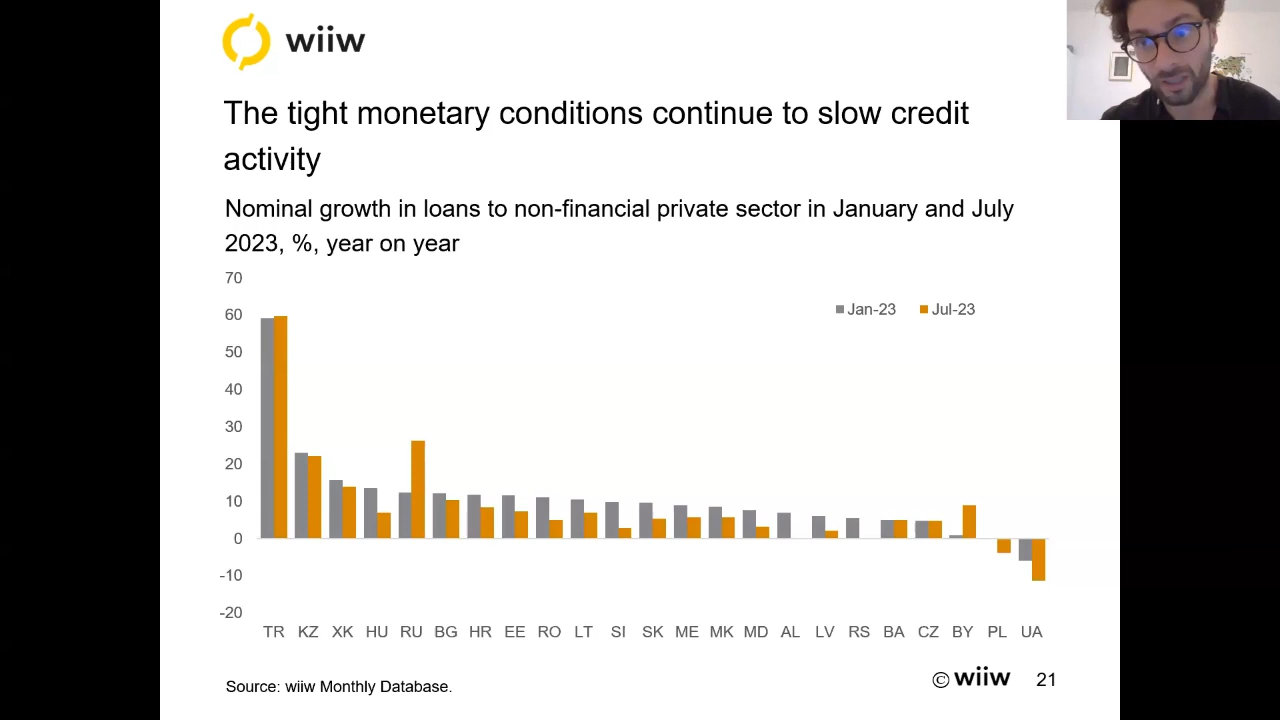 wiiw
The tight monetary conditions continue to slow credit
activity
Nominal growth in loans to non-financial private sector in January and July
2023, %, year on year
70
60
50
40
30
20
10
0
-10
-20
Jan-23 Jul-23
TR KZ XK HU RU BG HR EE RO LT SI SK ME MK MD AL LV RS BA CZ BY PL UA
Source: wiiw Monthly Database.
© wiiw 21